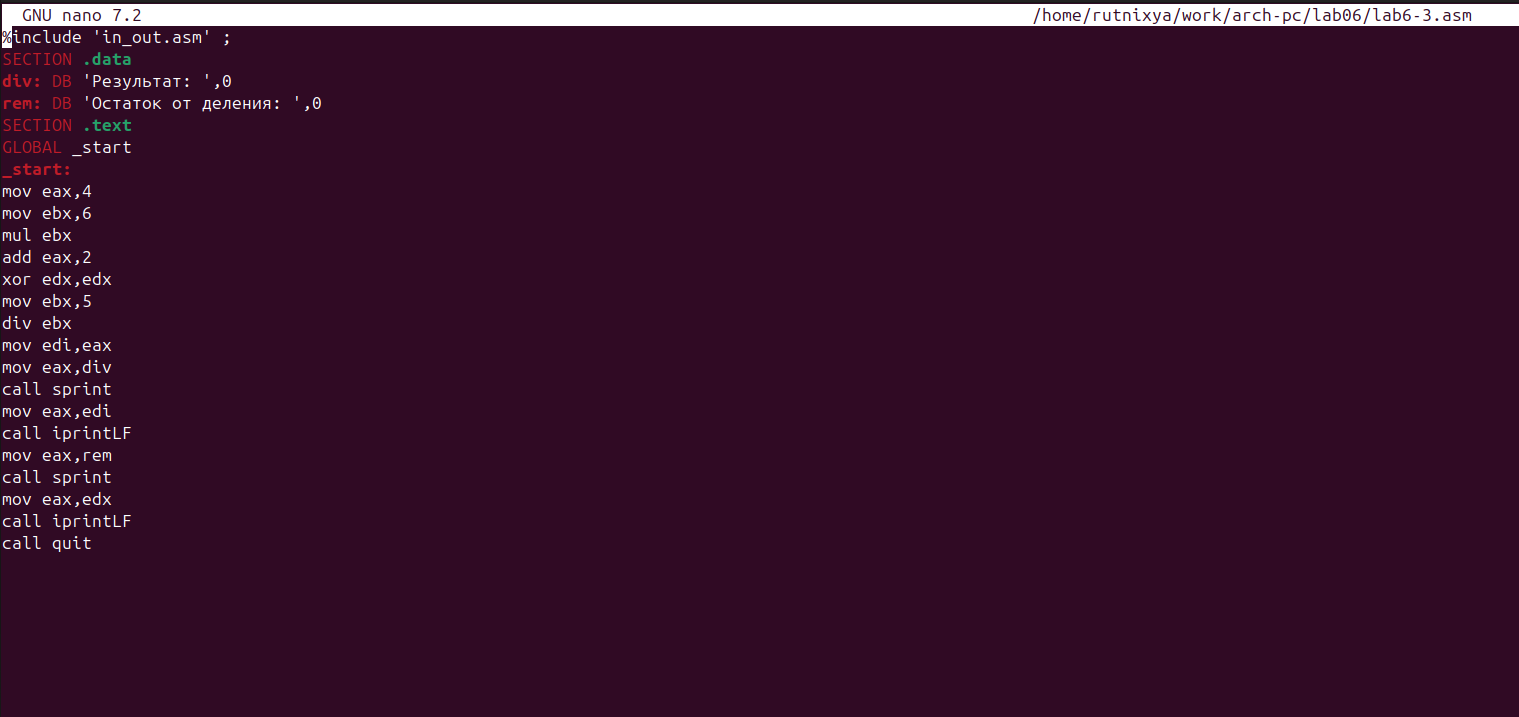 GNU nano 7.2 /home/rutnixya/work/arch-pc/lab06/lab6-3.asm
%include 'in_out.asm' ;
SECTION .data
div: DB 'Результат: ',0
rem: DB 'Остаток от деления: ',0
SECTION .text
GLOBAL _start
_start:
mov eax,4
mov ebx,6
mul ebx
add eax,2
xor edx,edx
mov ebx,5
div ebx
mov edi,eax
mov eax,div
call sprint
mov eax,edi
call iprintLF
mov eax,rem
call sprint
mov eax,edx
call iprintLF
call quit